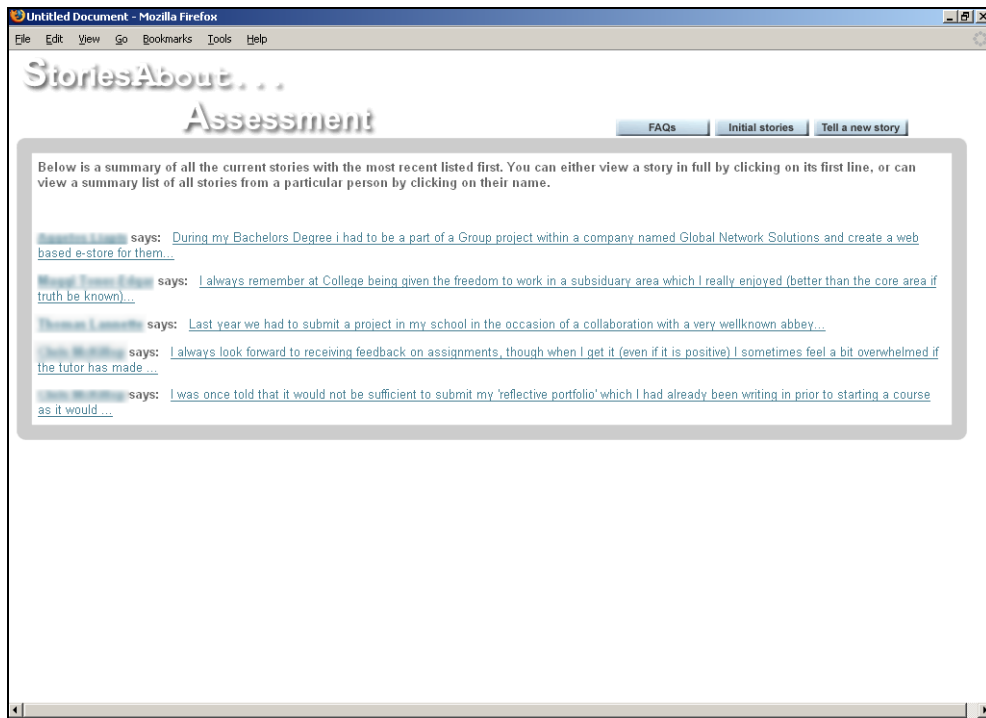 Untitled Document - Mozilla Firefox
File Edit View Go Bookmarks Tools Help
StoriesAbout...
Assessment
FAQs Initial stories Tell a new story
Below is a summary of all the current stories with the most recent listed first. You can either view a story in full by clicking on its first line, or can
view a summary list of all stories from a particular person by clicking on their name.
says: During my Bachelors Degree i had to be a part of a Group project within a company named Global Network Solutions and create a web
based e-store for them...
says: I always remember at College being given the freedom to work in a subsiduary area which I really enjoyed (better than the core area if
truth be known)...
says: Last year we had to submit a project in my school in the occasion of a collaboration with a very wellknown abbey...
says: I always look forward to receiving feedback on assignments, though when I get it (even if it is positive) I sometimes feel a bit overwhelmed if
the tutor has made ...
says: I was once told that it would not be sufficient to submit my 'reflective portfolio' which I had already been writing in prior to starting a course
as it would ...